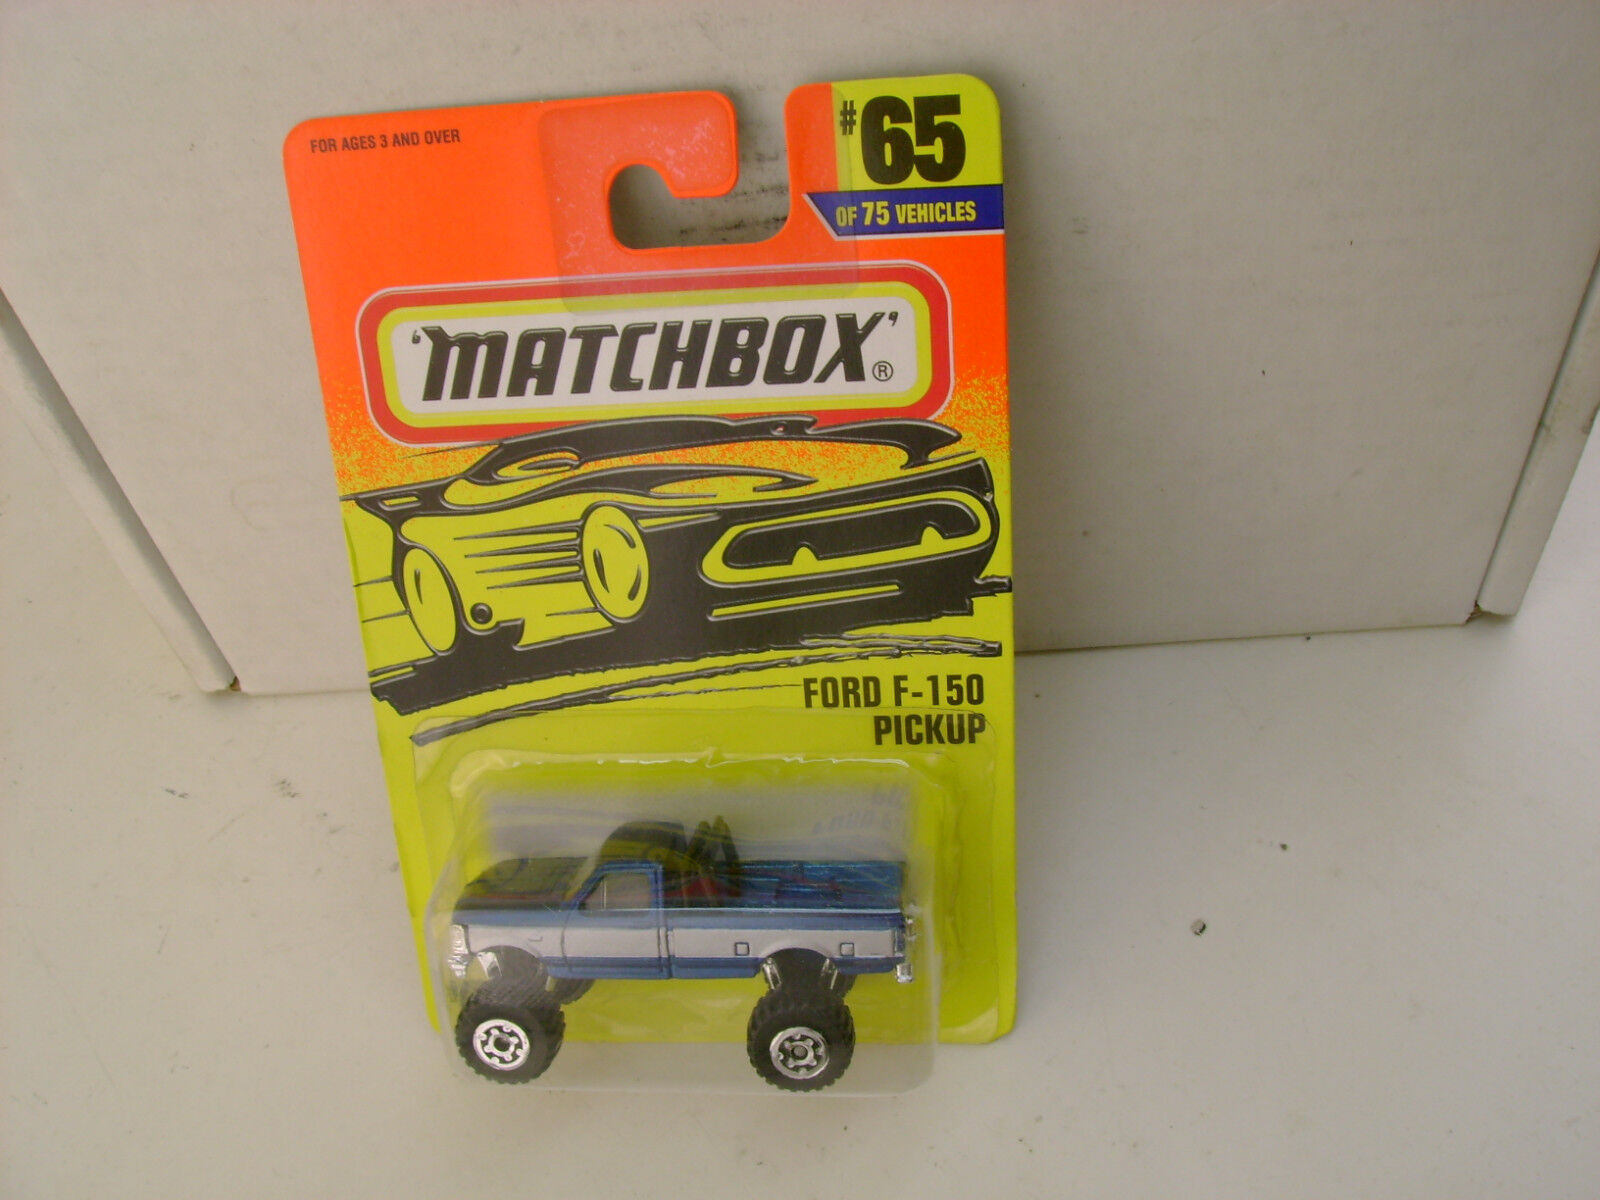 FOR AGES 3 AND OVER
#65
OF 75 VEHICLES
'MATCHBOX'®
FORD F-150
PICKUP